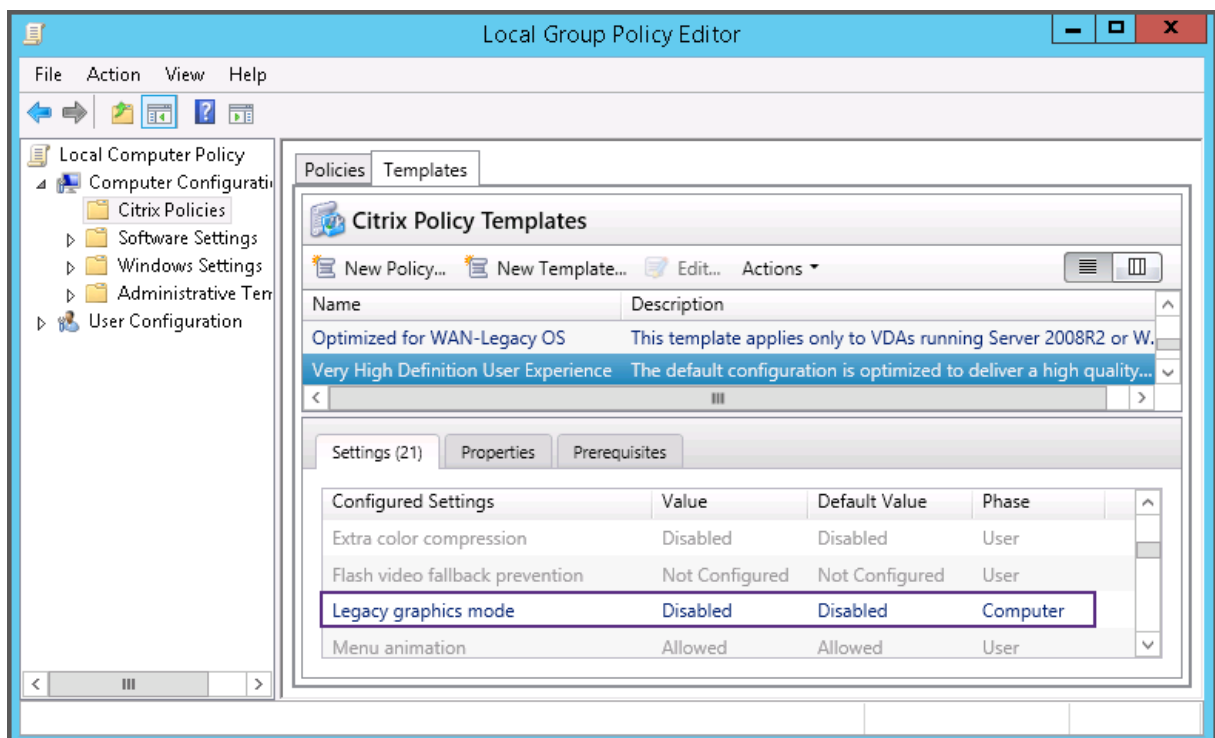 Local Group Policy Editor
File Action View Help
Local Computer Policy
Computer Configurati
Citrix Policies
Software Settings
Windows Settings
Administrative Tem
User Configuration
Policies Templates
Citrix Policy Templates
New Policy... New Template... Edit... Actions
Name Description
Optimized for WAN-Legacy OS This template applies only to VDAs running Server 2008R2 or W...
Very High Definition User Experience The default configuration is optimized to deliver a high quality...
Settings (21) Properties Prerequisites
Configured Settings Value Default Value Phase
Extra color compression Disabled Disabled User
Flash video fallback prevention Not Configured Not Configured User
Legacy graphics mode Disabled Disabled Computer
Menu animation Allowed Allowed User